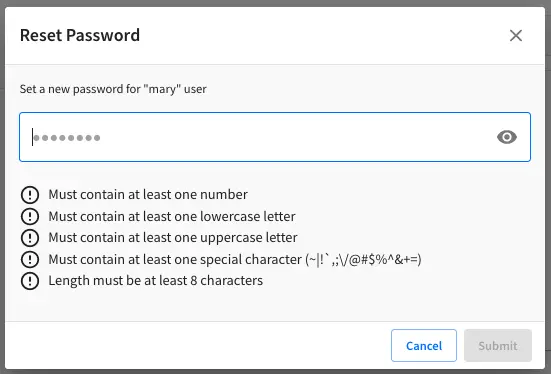 Reset Password
Set a new password for "mary" user
●●●●●●●●
Must contain at least one number
Must contain at least one lowercase letter
Must contain at least one uppercase letter
Must contain at least one special character (~|!`,;\/@#$%^&+=)
Length must be at least 8 characters
Cancel Submit